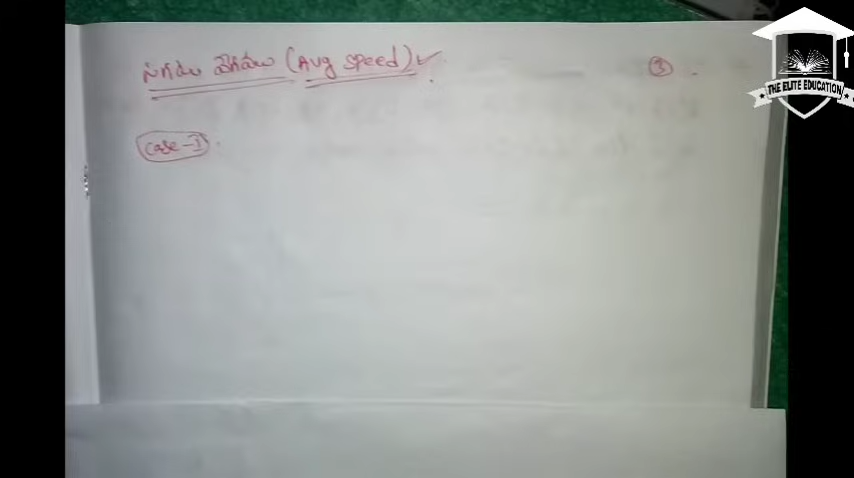 సగటు వేగం (Avg speed) ✓
③
Case-I
THE ELITE EDUCATION